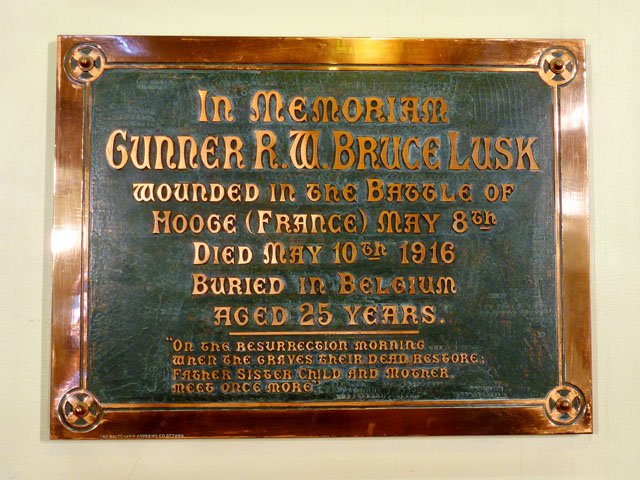 In Memoriam
Gunner R.W. Bruce Lusk
wounded in the Battle of
Hooge (France) May 8th
Died May 10th 1916
Buried in Belgium
aged 25 years.
"On the resurrection morning
when the graves their dead restore;
Father Sister Child and Mother
meet once more"